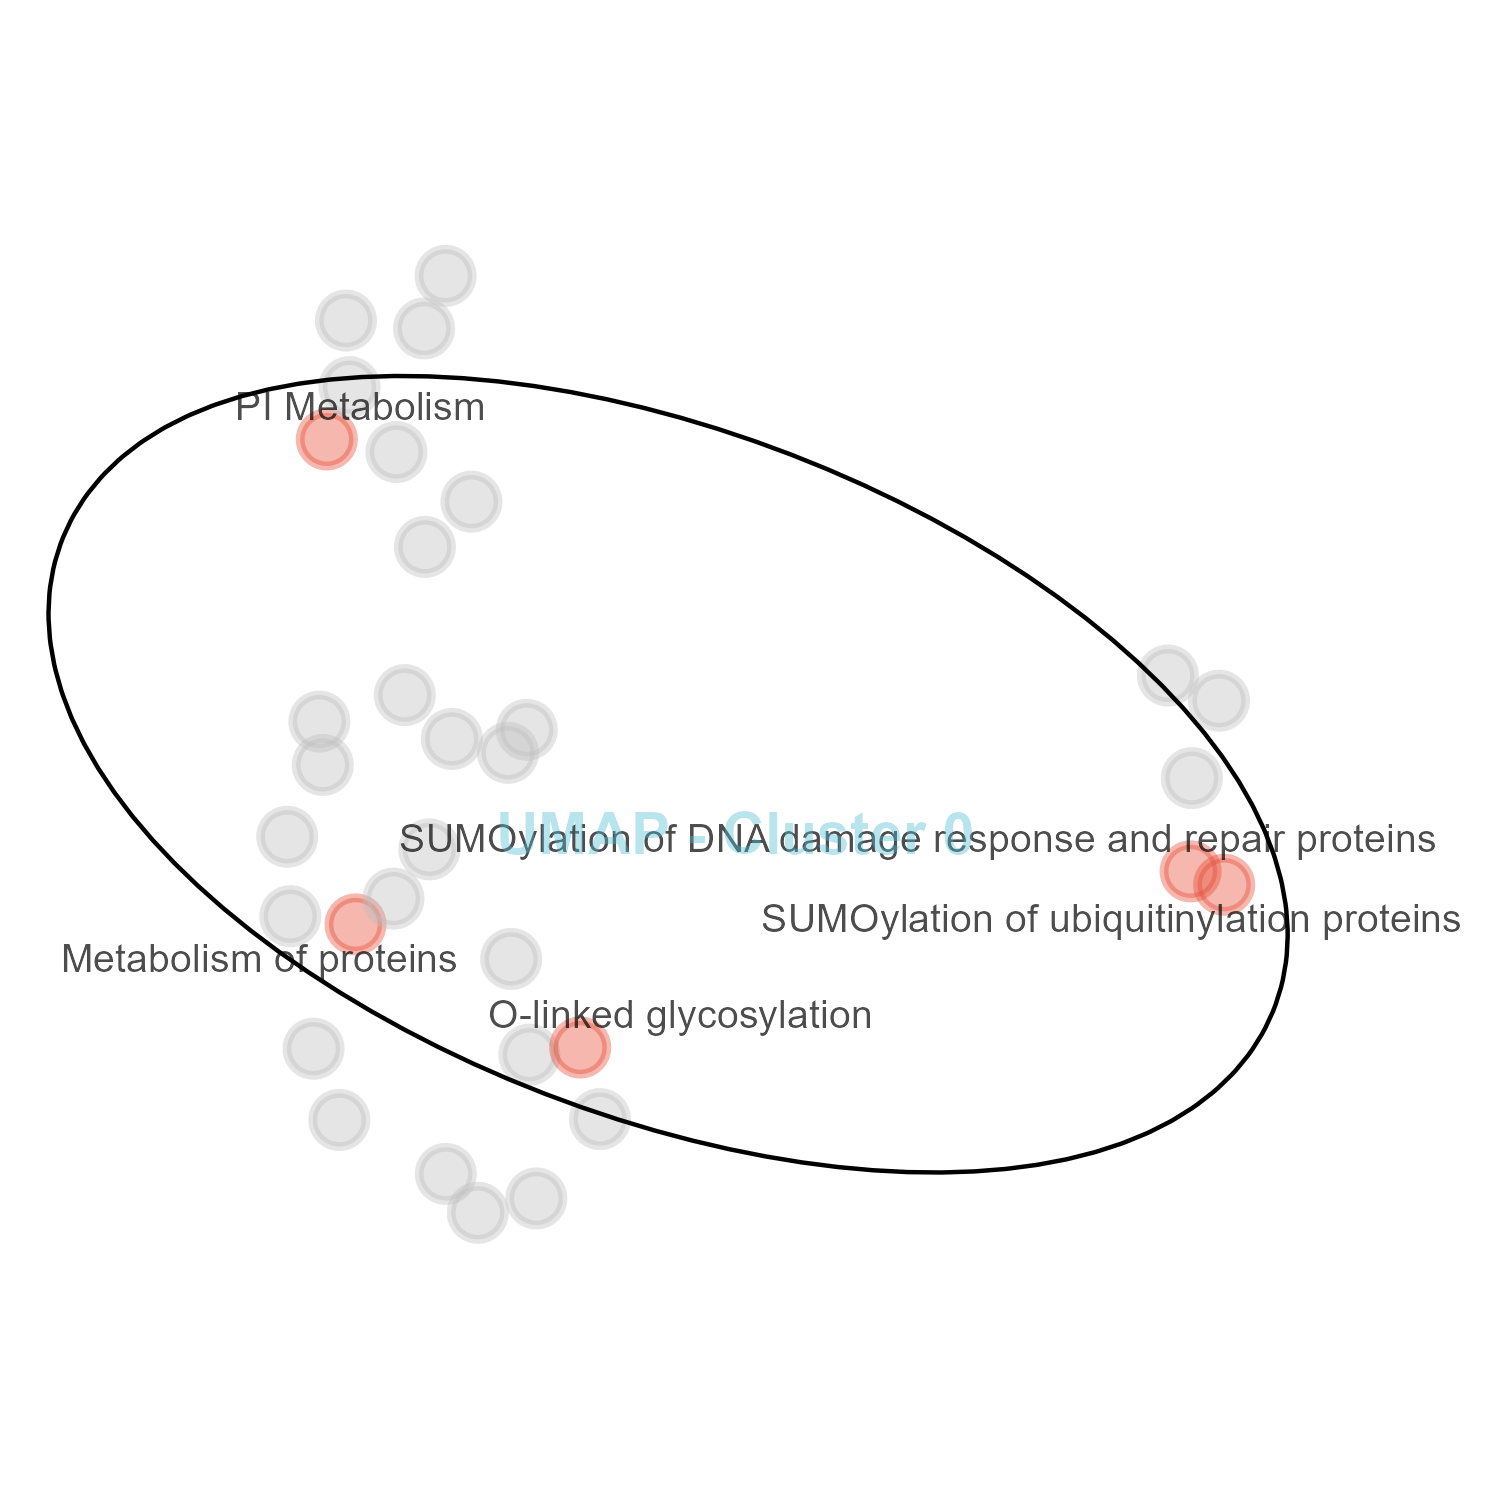 PI Metabolism
UMAP - Cluster 0
SUMOylation of DNA damage response and repair proteins
SUMOylation of ubiquitinylation proteins
Metabolism of proteins
O-linked glycosylation